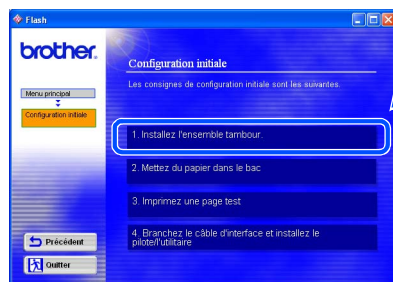 Flash
brother.
Configuration initiale
Les consignes de configuration initiale sont les suivantes.
Menu principal
Configuration initiale
1. Installez l'ensemble tambour.
2. Mettez du papier dans le bac
3. Imprimez une page test
4. Branchez le câble d'interface et installez le
pilote/l'utilitaire
Précédent
Quitter